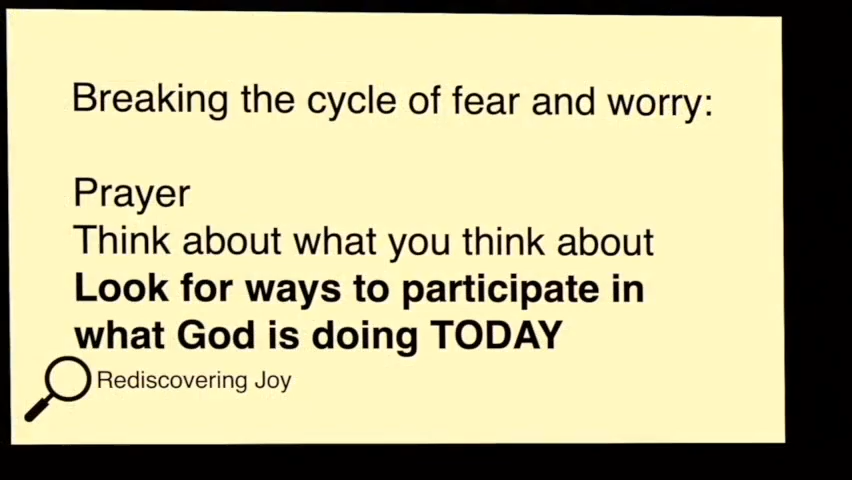 Breaking the cycle of fear and worry:
Prayer
Think about what you think about
Look for ways to participate in
what God is doing TODAY
Rediscovering Joy